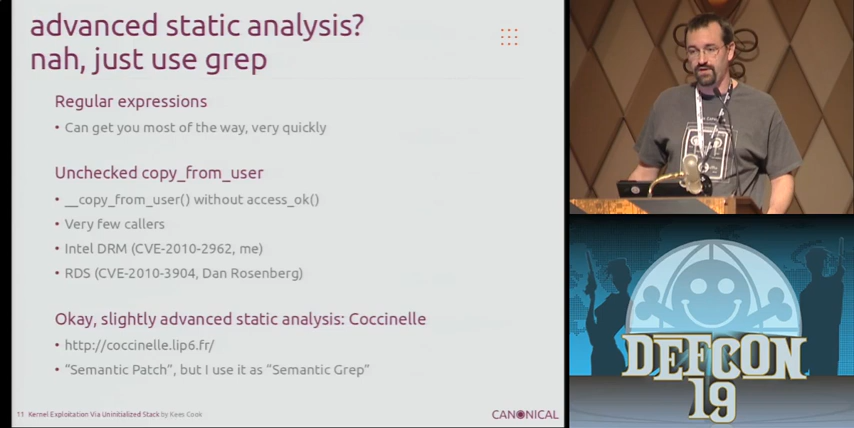 advanced static analysis?
nah, just use grep
Regular expressions
• Can get you most of the way, very quickly
Unchecked copy_from_user
• __copy_from_user() without access_ok()
• Very few callers
• Intel DRM (CVE-2010-2962, me)
• RDS (CVE-2010-3904, Dan Rosenberg)
Okay, slightly advanced static analysis: Coccinelle
• http://coccinelle.lip6.fr/
• "Semantic Patch", but I use it as "Semantic Grep"
11 Kernel Exploitation Via Uninitialized Stack by Kees Cook
CANONICAL
DEFCON
19